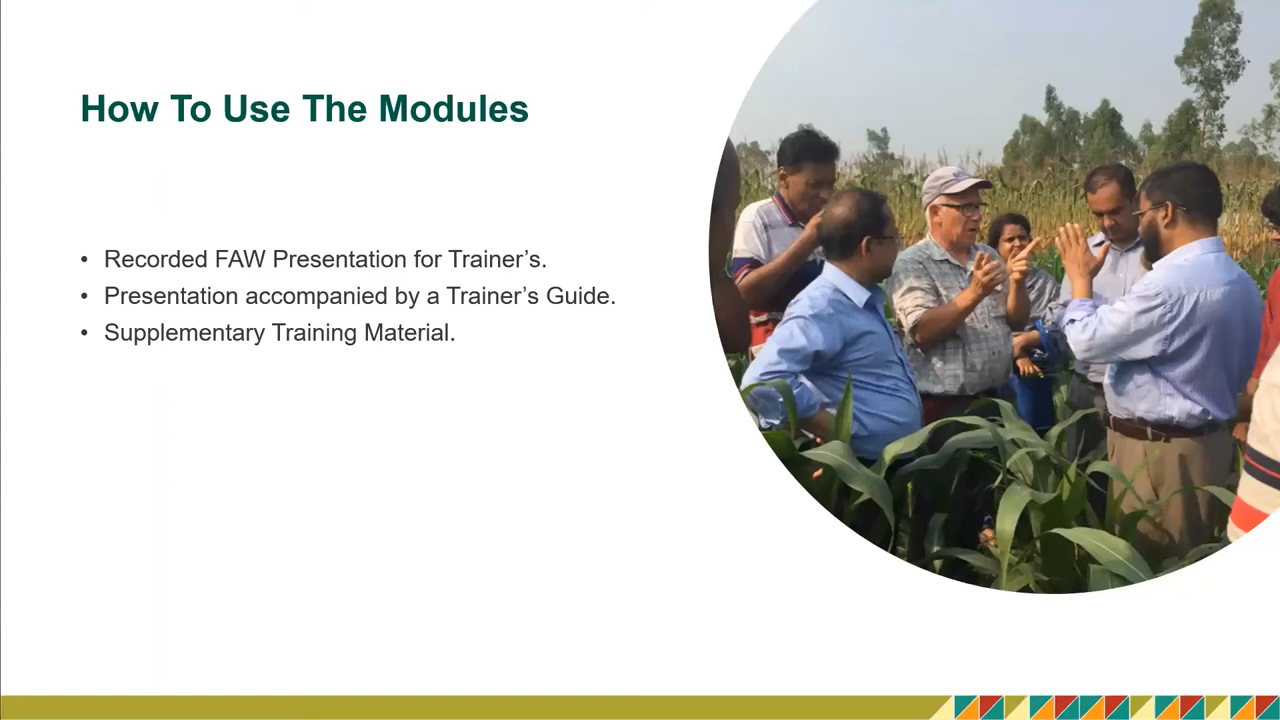 How To Use The Modules
• Recorded FAW Presentation for Trainer’s.
• Presentation accompanied by a Trainer’s Guide.
• Supplementary Training Material.